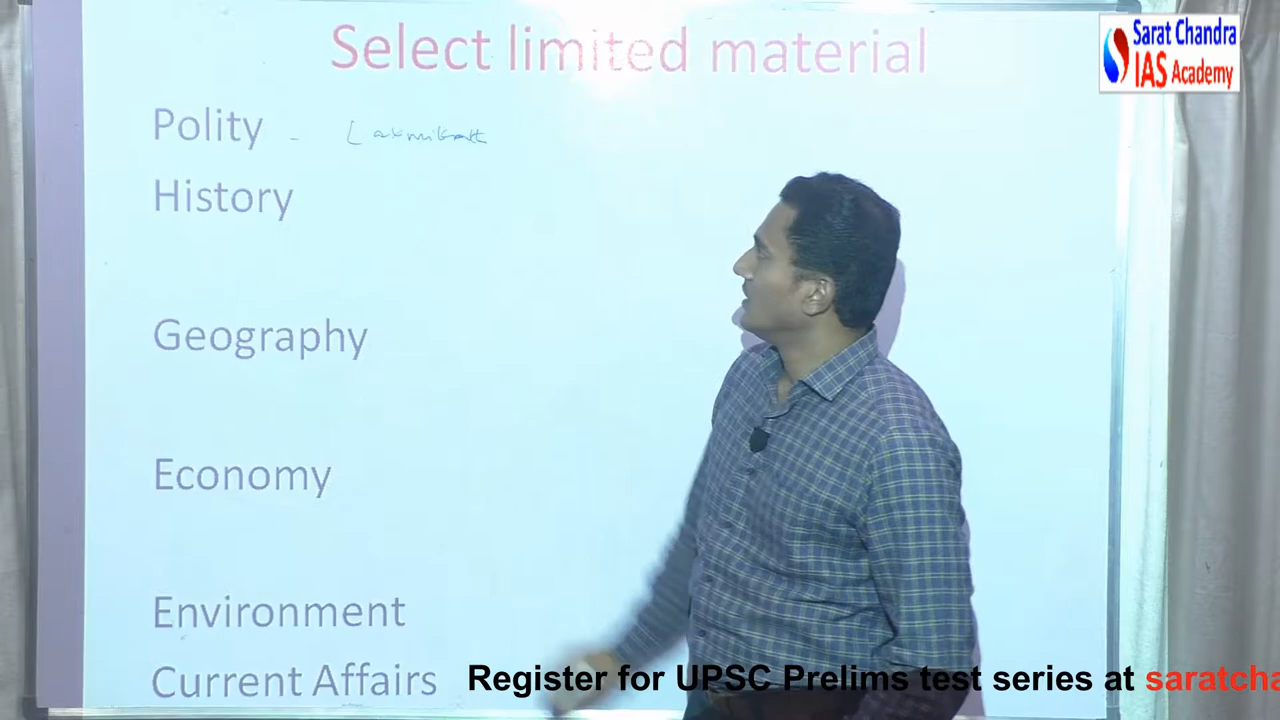 Select limited material
Sarat Chandra
IAS Academy
Polity - Laxmikant
History
Geography
Economy
Environment
Current Affairs
Register for UPSC Prelims test series at saratcha